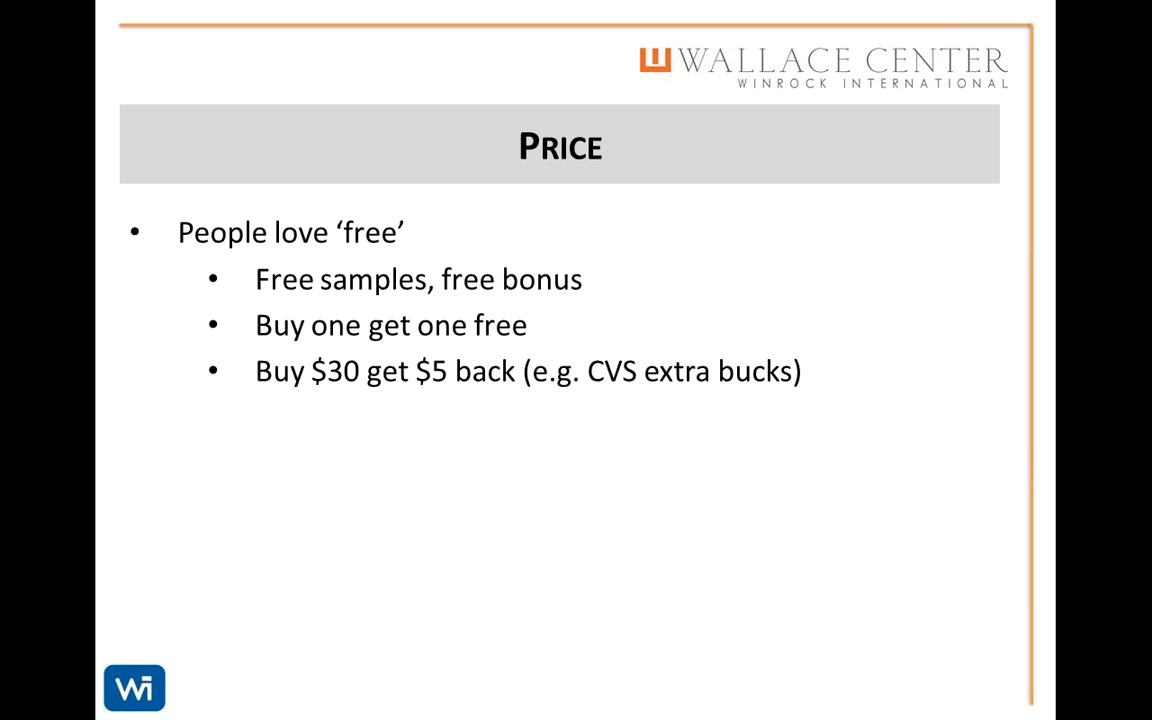 WALLACE CENTER
WINROCK INTERNATIONAL
PRICE
• People love ‘free’
• Free samples, free bonus
• Buy one get one free
• Buy $30 get $5 back (e.g. CVS extra bucks)
Wi